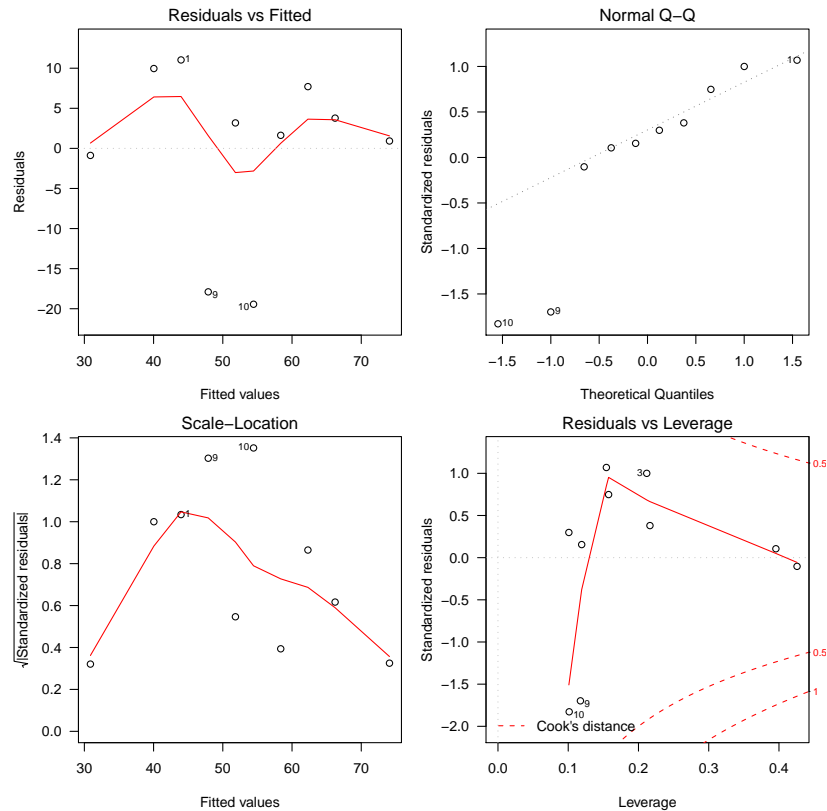 Residuals vs Fitted
10
5
0
−5
−10
−15
−20
Residuals
1
9
10
30 40 50 60 70
Fitted values
Normal Q−Q
1.0
0.5
0.0
−0.5
−1.0
−1.5
Standardized residuals
1
9
10
−1.5 −1.0 −0.5 0.0 0.5 1.0 1.5
Theoretical Quantiles
Scale−Location
1.4
1.2
1.0
0.8
0.6
0.4
0.2
0.0
√|Standardized residuals|
10
9
1
30 40 50 60 70
Fitted values
Residuals vs Leverage
1.0
0.5
0.0
−0.5
−1.0
−1.5
−2.0
Standardized residuals
3
9
10
0.5
0.5
1
Cook's distance
0.0 0.1 0.2 0.3 0.4
Leverage